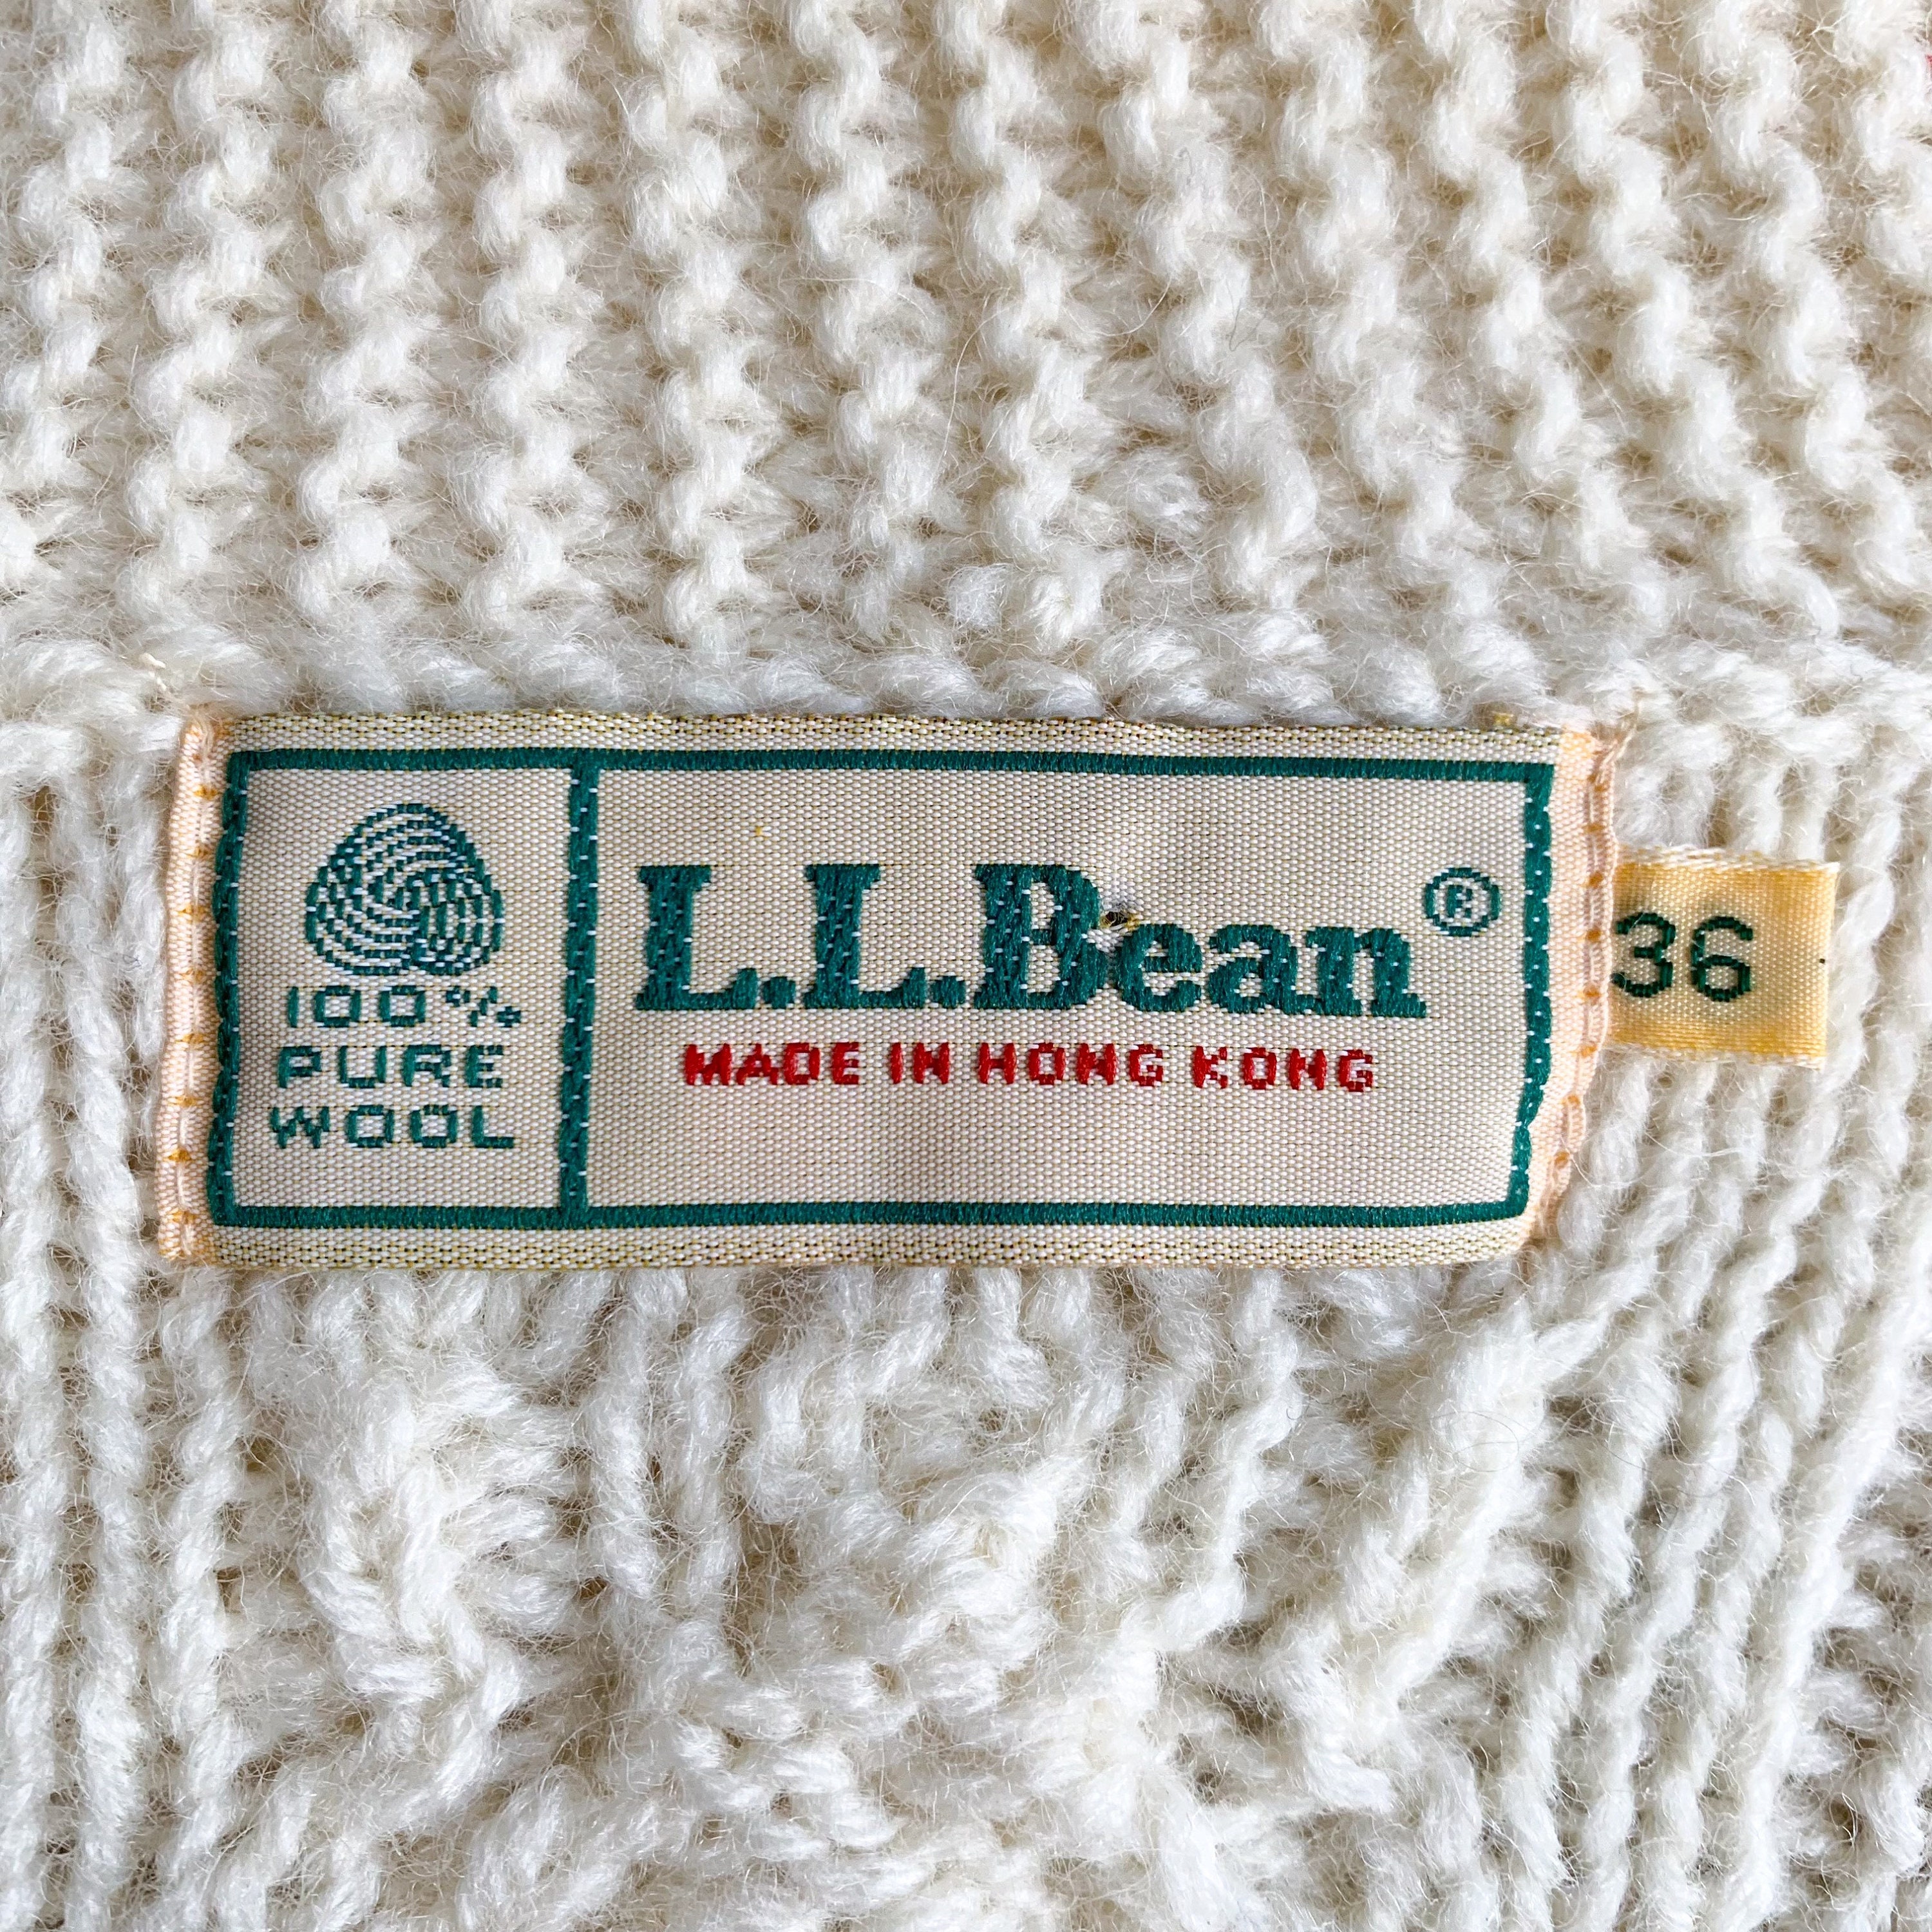 100%
PURE
WOOL
L.L.Bean®
MADE IN HONG KONG
36